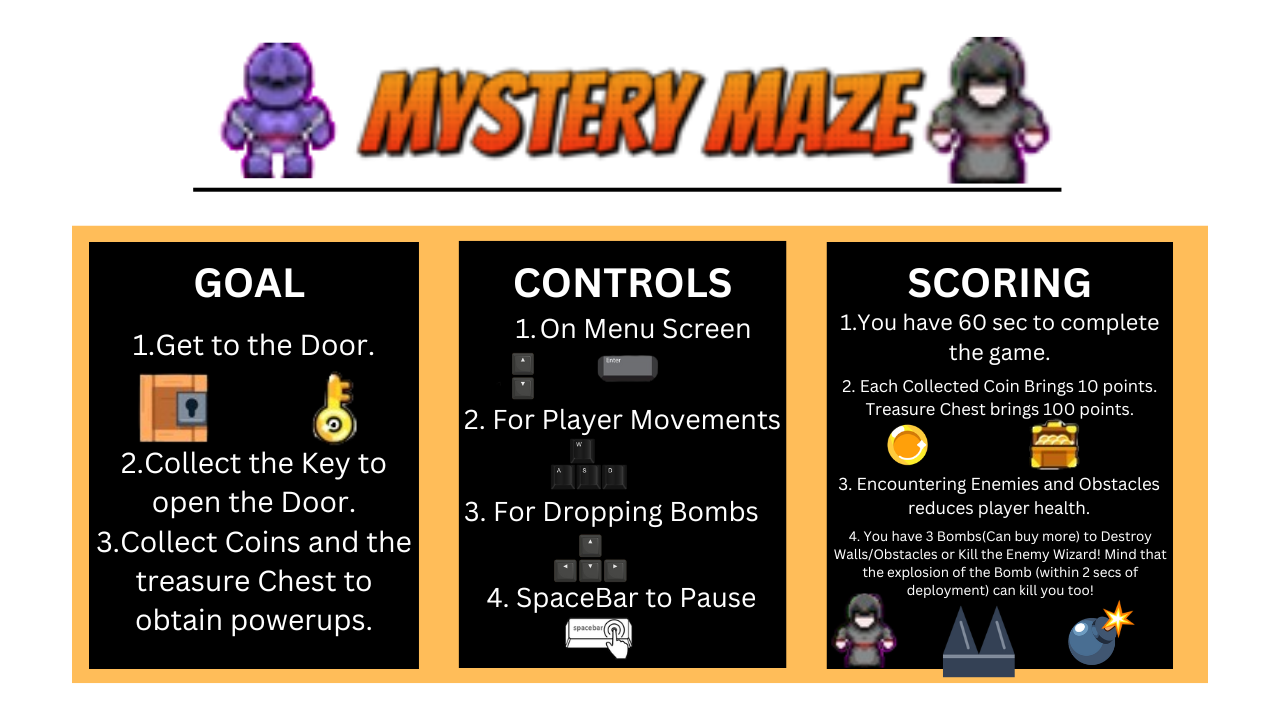 MYSTERY MAZE
GOAL
1.Get to the Door.
2.Collect the Key to
open the Door.
3.Collect Coins and the
treasure Chest to
obtain powerups.
CONTROLS
1. On Menu Screen
Enter
2. For Player Movements
W
A S D
3. For Dropping Bombs
4. SpaceBar to Pause
spacebar
SCORING
1.You have 60 sec to complete
the game.
2. Each Collected Coin Brings 10 points.
Treasure Chest brings 100 points.
3. Encountering Enemies and Obstacles
reduces player health.
4. You have 3 Bombs(Can buy more) to Destroy
Walls/Obstacles or Kill the Enemy Wizard! Mind that
the explosion of the Bomb (within 2 secs of
deployment) can kill you too!